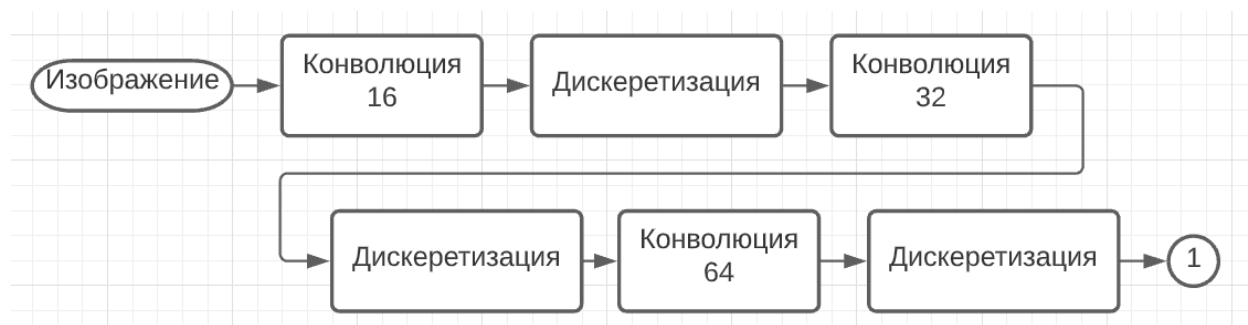 Изображение
Конволюция
16
Дискеретизация
Конволюция
32
Дискеретизация
Конволюция
64
Дискеретизация
1